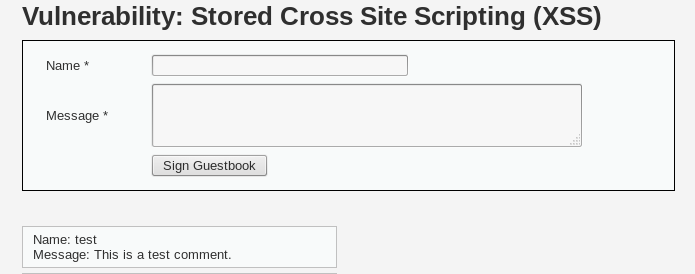 Vulnerability: Stored Cross Site Scripting (XSS)
Name *
Message *
Sign Guestbook
Name: test
Message: This is a test comment.